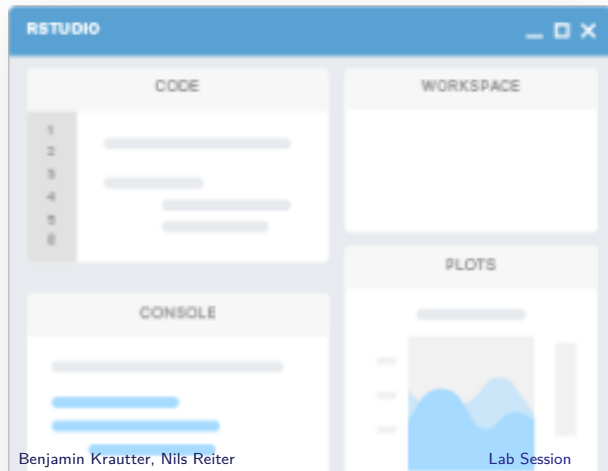 RSTUDIO
CODE
1
2
3
4
5
6
WORKSPACE
PLOTS
CONSOLE
Benjamin Krautter, Nils Reiter
Lab Session